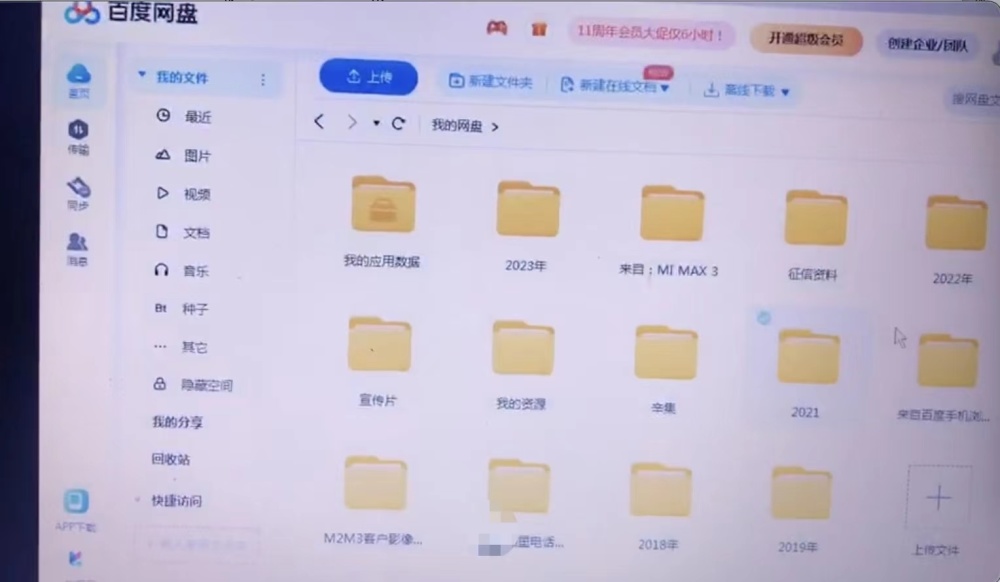 百度网盘
11周年会员大促仅6小时！
开通超级会员
创建企业/团队
首页
传输
同步
消息
APP下载
我的文件
最近
图片
视频
文档
音乐
Bt 种子
其它
隐藏空间
我的分享
回收站
快捷访问
上传
新建文件夹
新建在线文档
离线下载
搜网盘文
我的网盘
我的应用数据
2023年
来自：MI MAX 3
征信资料
2022年
宣传片
我的资源
辛集
2021
来自百度手机浏...
M2M3客户影像...
星电话...
2018年
2019年
上传文件